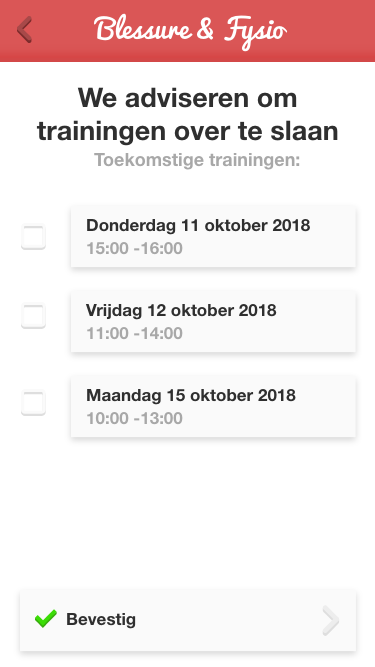 Blessure & Fysio
We adviseren om
trainingen over te slaan
Toekomstige trainingen:
Donderdag 11 oktober 2018
15:00 -16:00
Vrijdag 12 oktober 2018
11:00 -14:00
Maandag 15 oktober 2018
10:00 -13:00
Bevestig